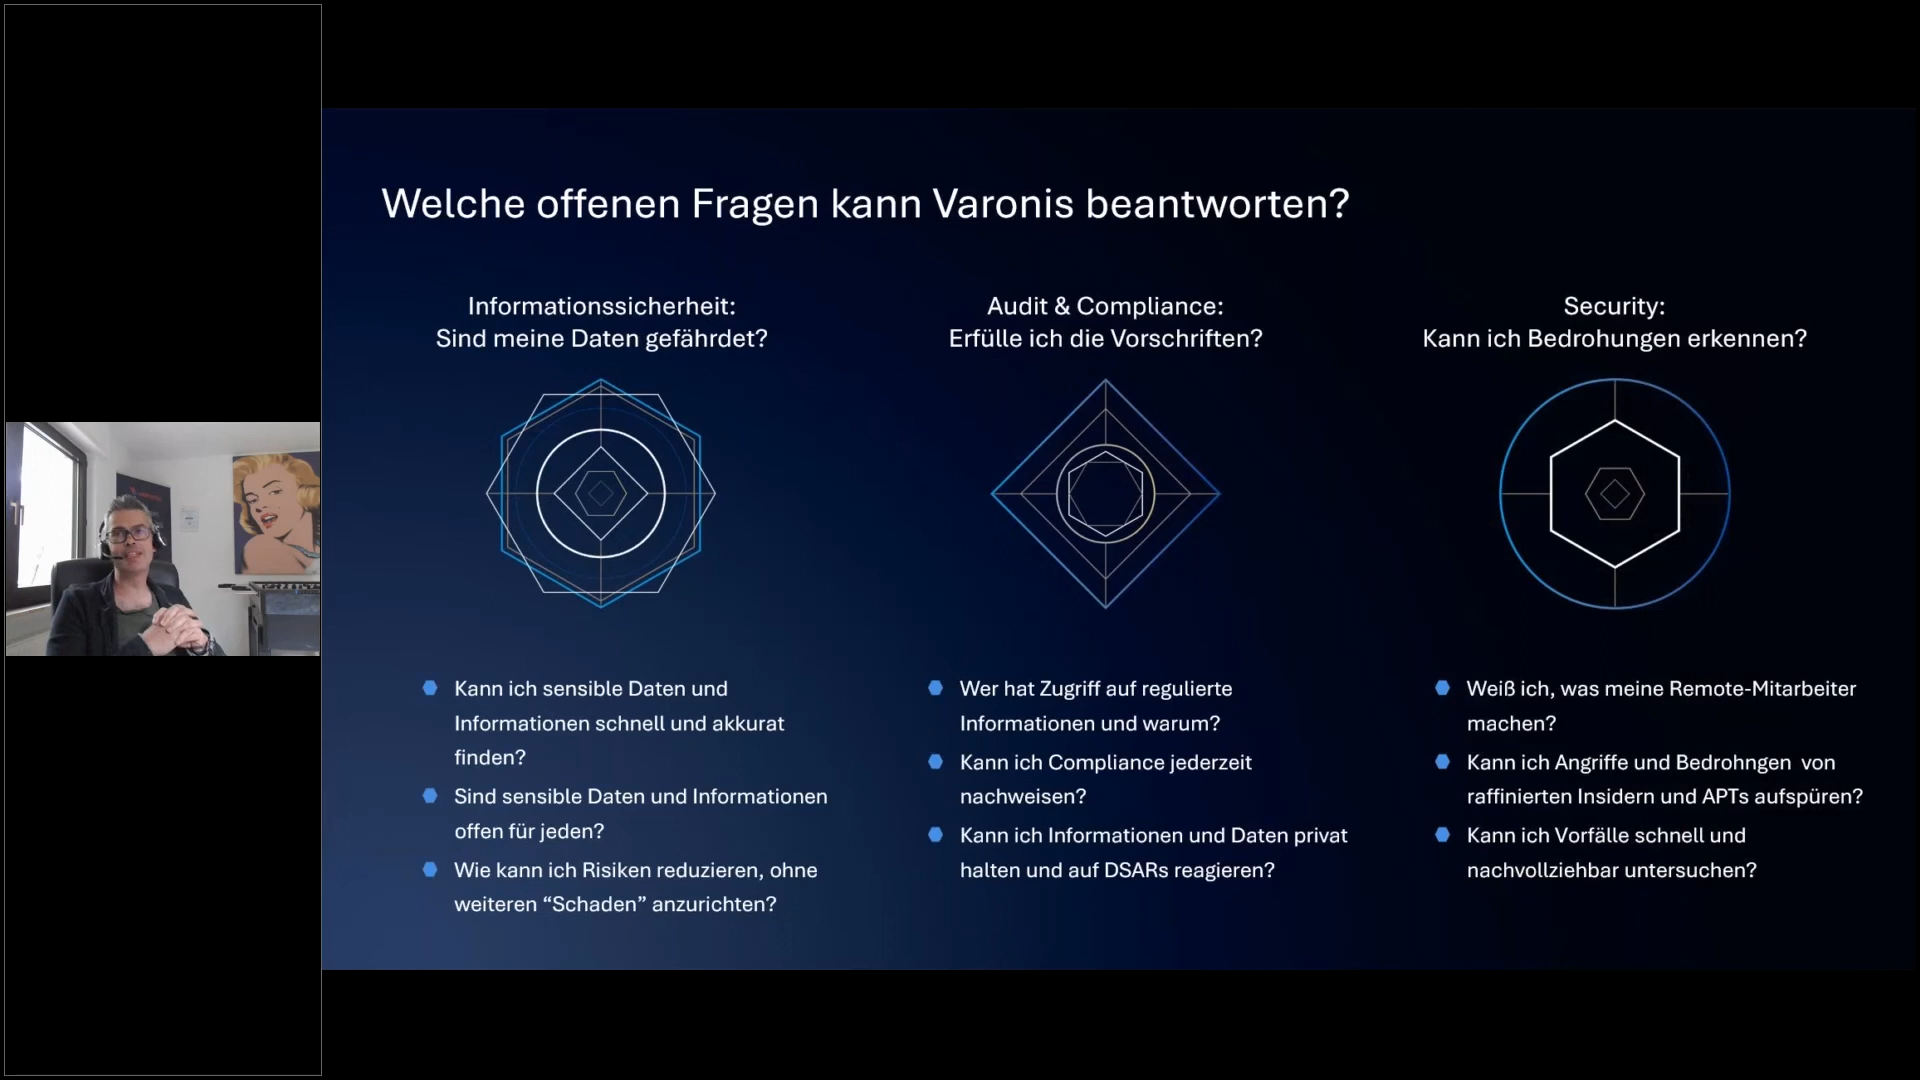 Welche offenen Fragen kann Varonis beantworten?
Informationssicherheit:
Sind meine Daten gefährdet?
Kann ich sensible Daten und
Informationen schnell und akkurat
finden?
Sind sensible Daten und Informationen
offen für jeden?
Wie kann ich Risiken reduzieren, ohne
weiteren “Schaden” anzurichten?
Audit & Compliance:
Erfülle ich die Vorschriften?
Wer hat Zugriff auf regulierte
Informationen und warum?
Kann ich Compliance jederzeit
nachweisen?
Kann ich Informationen und Daten privat
halten und auf DSARs reagieren?
Security:
Kann ich Bedrohungen erkennen?
Weiß ich, was meine Remote-Mitarbeiter
machen?
Kann ich Angriffe und Bedrohngen  von
raffinierten Insidern und APTs aufspüren?
Kann ich Vorfälle schnell und
nachvollziehbar untersuchen?